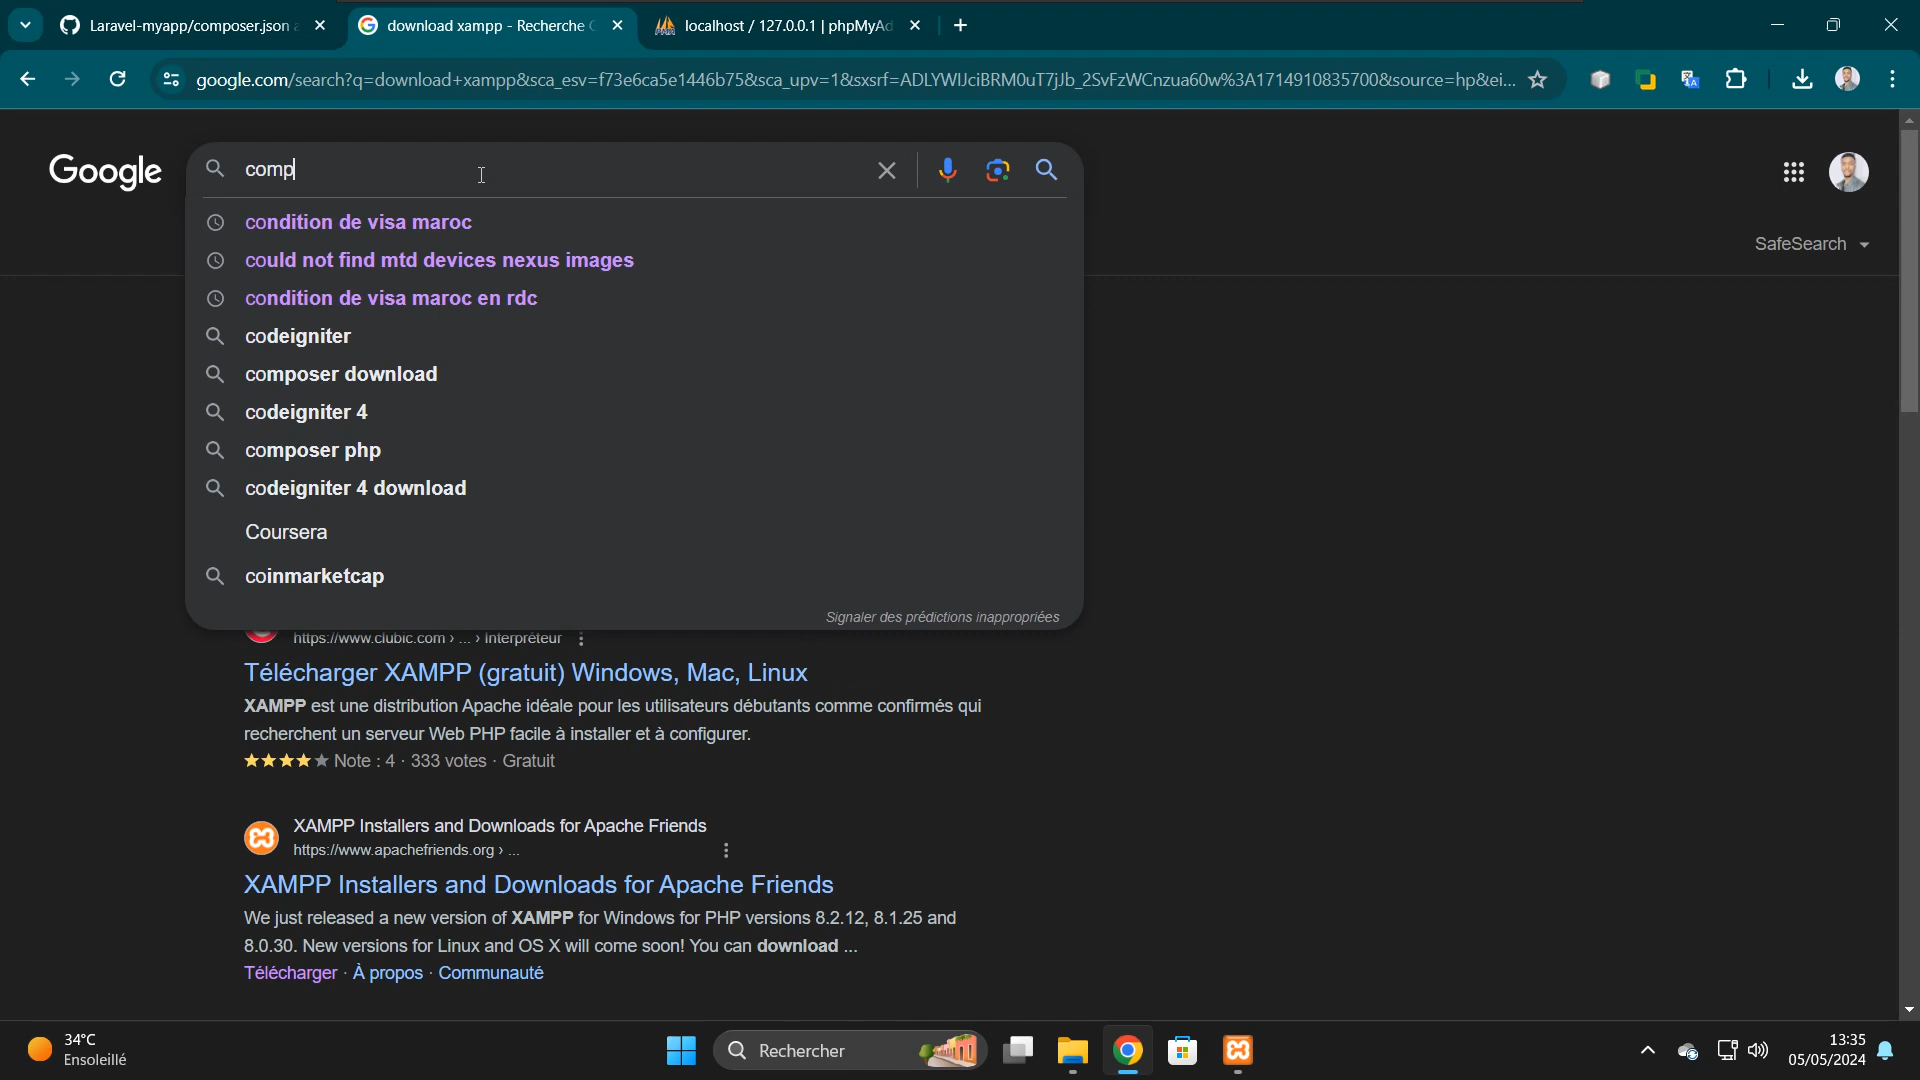 Laravel-myapp/composer.json a
download xampp - Recherche G
localhost / 127.0.0.1 | phpMyAd
google.com/search?q=download+xampp&sca_esv=f73e6ca5e1446b75&sca_upv=1&sxsrf=ADLYWIJciBRM0uT7jJb_2SvFzWCnzua60w%3A1714910835700&source=hp&ei...
Google
comp
SafeSearch
condition de visa maroc
could not find mtd devices nexus images
condition de visa maroc en rdc
codeigniter
composer download
codeigniter 4
composer php
codeigniter 4 download
Coursera
coinmarketcap
Signaler des prédictions inappropriées
https://www.clubic.com › ... › Interpréteur
Télécharger XAMPP (gratuit) Windows, Mac, Linux
XAMPP est une distribution Apache idéale pour les utilisateurs débutants comme confirmés qui
recherchent un serveur Web PHP facile à installer et à configurer.
Note : 4 · 333 votes · Gratuit
XAMPP Installers and Downloads for Apache Friends
https://www.apachefriends.org › ...
XAMPP Installers and Downloads for Apache Friends
We just released a new version of XAMPP for Windows for PHP versions 8.2.12, 8.1.25 and
8.0.30. New versions for Linux and OS X will come soon! You can download ...
Télécharger · À propos · Communauté
34°C
Ensoleillé
Rechercher
13:35
05/05/2024